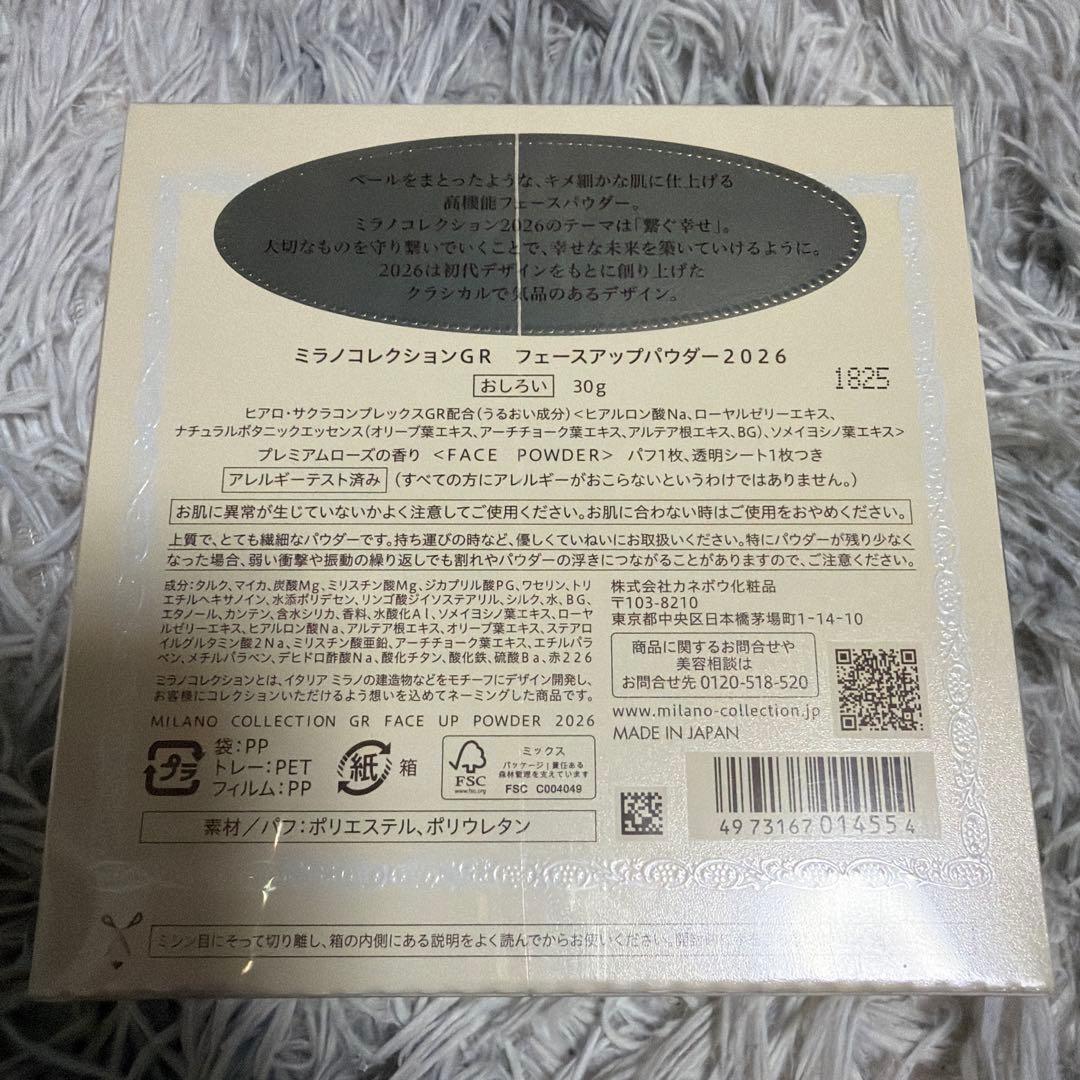 ベールをまとったような、キメ細かな肌に仕上げる
高機能フェースパウダー。
ミラノコレクション2026のテーマは「繋ぐ幸せ」。
大切なものを守り繋いでいくことで、幸せな未来を築いていけるように。
2026は初代デザインをもとに創り上げた
クラシカルで気品のあるデザイン。
ミラノコレクションGR フェースアップパウダー2026
おしろい 30g
1825
ヒアロ・サクラコンプレックスGR配合(うるおい成分)<ヒアルロン酸Na、ローヤルゼリーエキス、
ナチュラルボタニックエッセンス(オリーブ葉エキス、アーチチョーク葉エキス、アルテア根エキス、BG)、ソメイヨシノ葉エキス>
プレミアムローズの香り <FACE POWDER> パフ1枚、透明シート1枚つき
アレルギーテスト済み (すべての方にアレルギーがおこらないというわけではありません。)
お肌に異常が生じていないかよく注意してご使用ください。お肌に合わない時はご使用をおやめください。
上質で、とても繊細なパウダーです。持ち運びの時など、優しくていねいにお取扱いください。特にパウダーが残り少なく
なった場合、弱い衝撃や振動の繰り返しでも割れやパウダーの浮きにつながることがありますので、ご注意ください。
成分:タルク、マイカ、炭酸Mg、ミリスチン酸Mg、ジカプリル酸PG、ワセリン、トリ
エチルヘキサノイン、水添ポリデセン、リンゴ酸ジイソステアリル、シルク、水、BG、
エタノール、カンテン、含水シリカ、香料、水酸化Al、ソメイヨシノ葉エキス、ロー
ヤルゼリーエキス、ヒアルロン酸Na、アルテア根エキス、オリーブ葉エキス、ステアロ
イルグルタミン酸2Na、ミリスチン酸亜鉛、アーチチョーク葉エキス、エチルパラ
ベン、メチルパラベン、デヒドロ酢酸Na、酸化チタン、酸化鉄、硫酸Ba、赤226
ミラノコレクションとは、イタリア ミラノの建造物などをモチーフにデザイン開発し、
お客様にコレクションいただけるよう想いを込めてネーミングした商品です。
MILANO COLLECTION GR FACE UP POWDER 2026
株式会社カネボウ化粧品
〒103-8210
東京都中央区日本橋茅場町1-14-10
商品に関するお問合せや
美容相談は
お問合せ先 0120-518-520
www.milano-collection.jp
MADE IN JAPAN
プラ
袋:PP
トレー:PET
フィルム:PP
紙 箱
FSC
www.fsc.org
ミックス
パッケージ|責任ある
森林管理を支えています
FSC C004049
4973167014554
素材/パフ:ポリエステル、ポリウレタン
ミシン目にそって切り離し、箱の内側にある説明をよく読んでからお使いください。